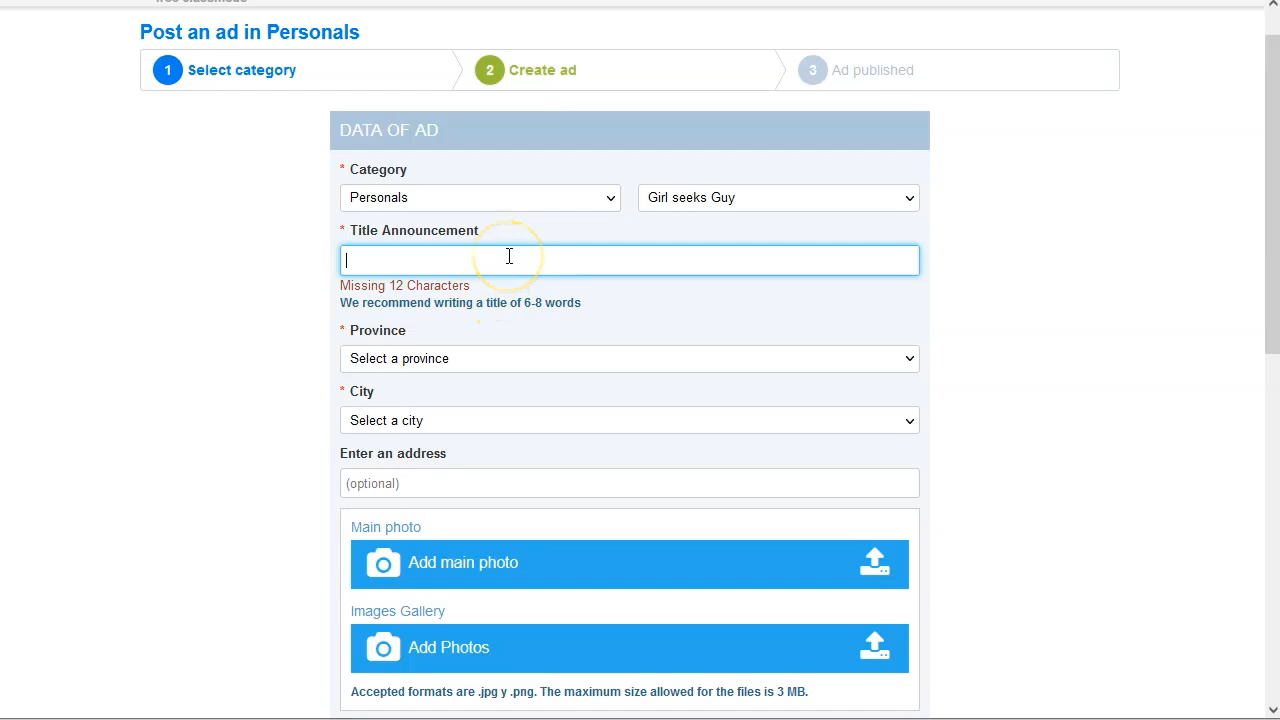 Post an ad in Personals
1 Select category 2 Create ad 3 Ad published
DATA OF AD
* Category
Personals Girl seeks Guy
* Title Announcement
Missing 12 Characters
We recommend writing a title of 6-8 words
* Province
Select a province
* City
Select a city
Enter an address
(optional)
Main photo
Add main photo
Images Gallery
Add Photos
Accepted formats are .jpg y .png. The maximum size allowed for the files is 3 MB.